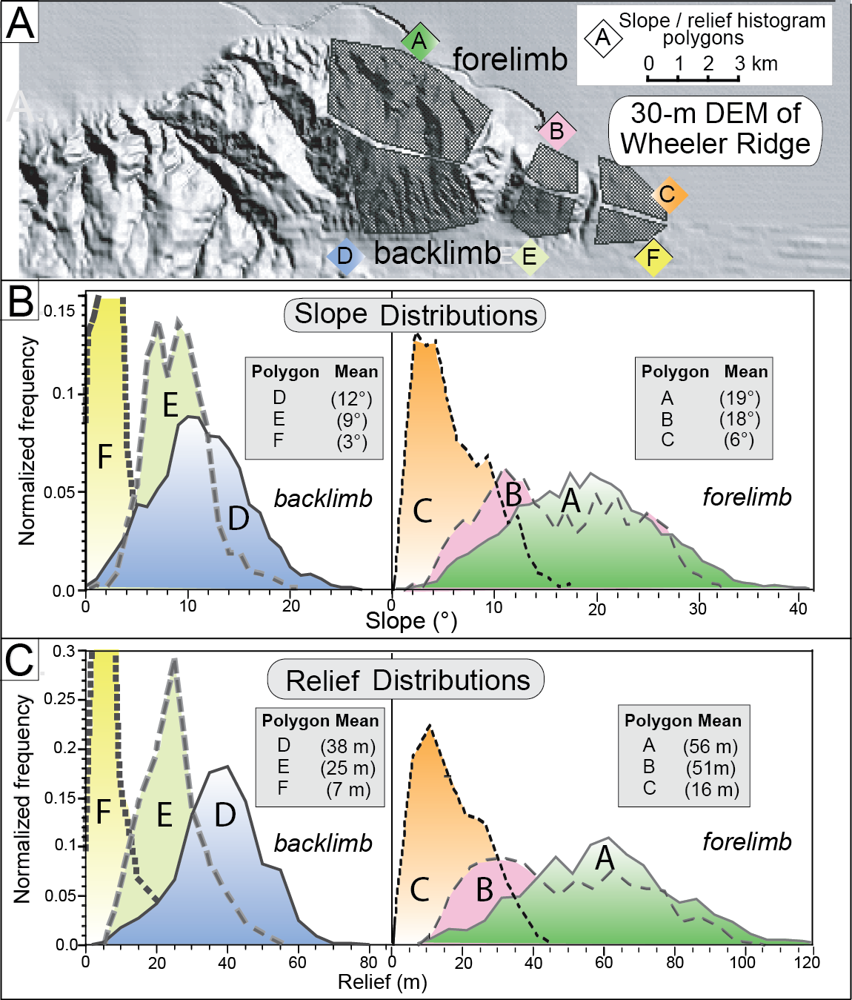 A
A
Slope / relief histogram
polygons
0 1 2 3 km
A
forelimb
30-m DEM of
Wheeler Ridge
B
C
D
backlimb
E
F
B
Slope Distributions
Normalized frequency
0.15
0.1
0.05
0.0
Polygon Mean
D (12°)
E (9°)
F (3°)
Polygon Mean
A (19°)
B (18°)
C (6°)
F
E
D
backlimb
C
B
A
forelimb
0 10 20 0 10 20 30 40
Slope (°)
C
Relief Distributions
Normalized frequency
0.3
0.25
0.2
0.15
0.1
0.05
0.0
Polygon Mean
D (38 m)
E (25 m)
F (7 m)
Polygon Mean
A (56 m)
B (51m)
C (16 m)
F
E
D
backlimb
C
B
A
forelimb
0 20 40 60 80 0 20 40 60 80 100 120
Relief (m)